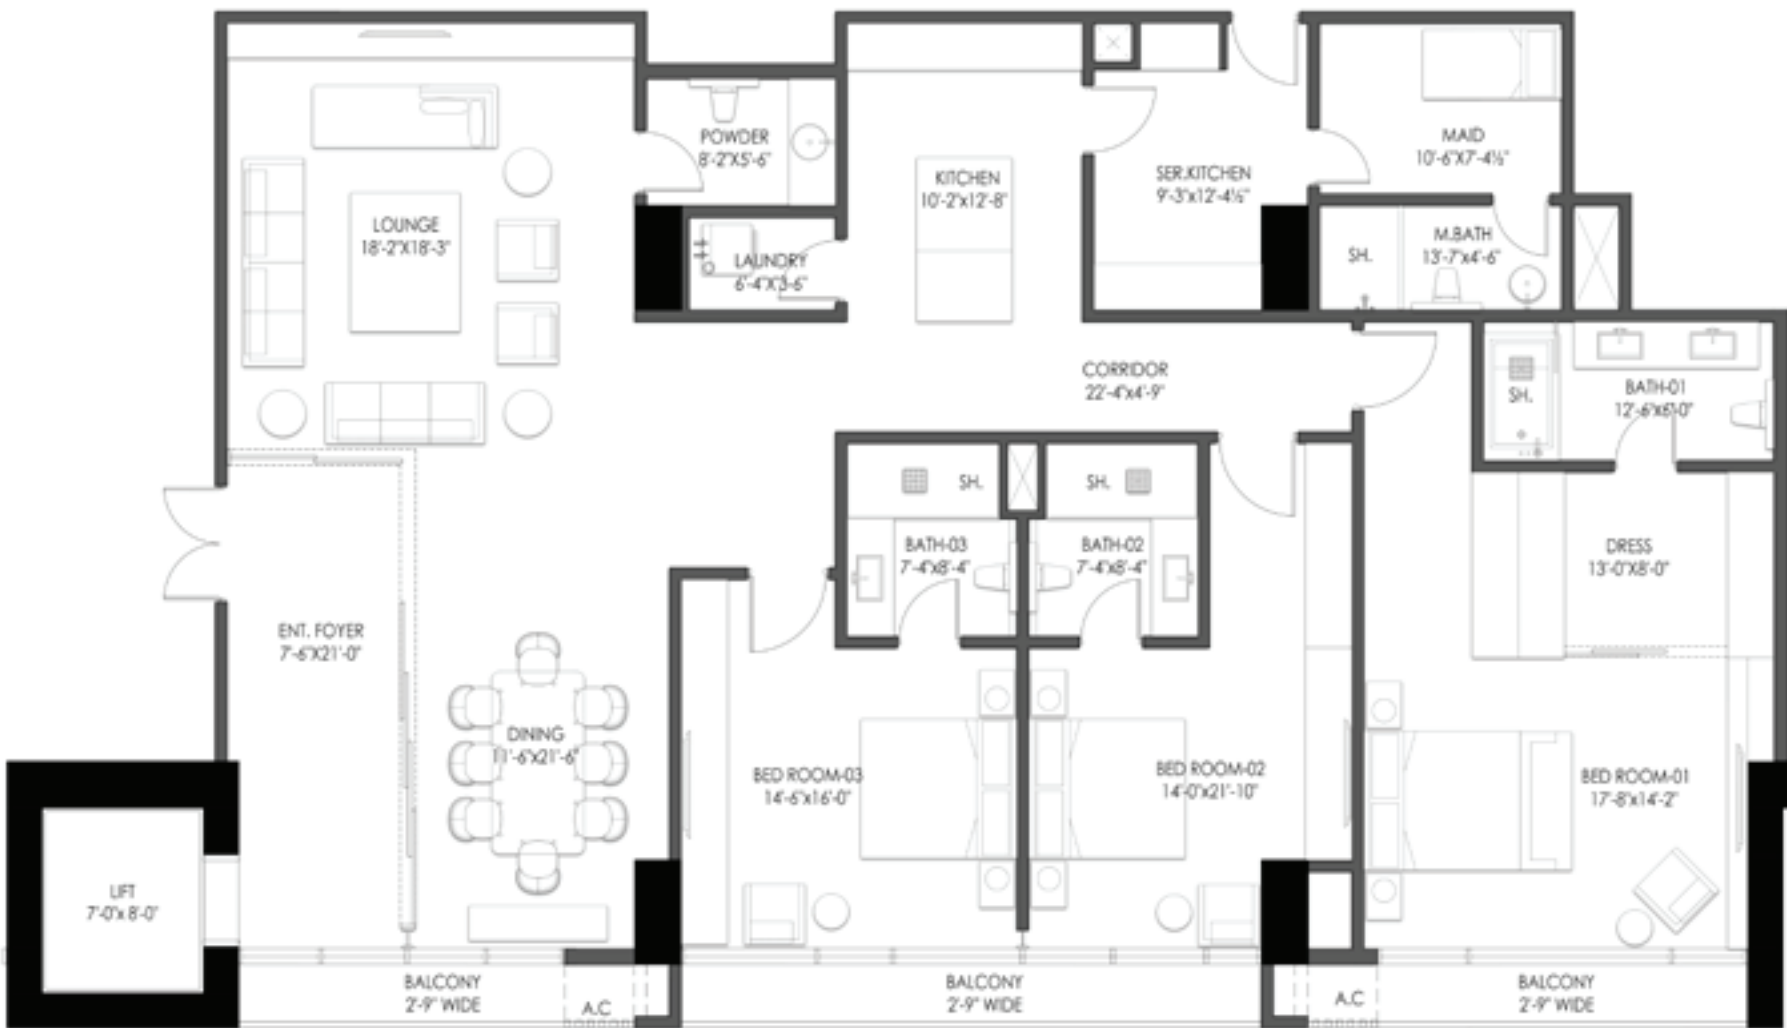 POWDER
8'-2"X5'-6"
MAID
10'-6"X7'-4½"
KITCHEN
10'-2"x12'-8"
SER.KITCHEN
9'-3"x12'-4½"
LOUNGE
18'-2"X18'-3"
LAUNDRY
6'-4"X3'-6"
SH.
M.BATH
13'-7"x4'-6"
CORRIDOR
22'-4"x4'-9"
SH.
BATH-01
12'-6"x6'-0"
SH.
SH.
BATH-03
7'-4"x8'-4"
BATH-02
7'-4"x8'-4"
DRESS
13'-0"X8'-0"
ENT. FOYER
7'-6"X21'-0"
DINING
11'-6"x21'-6"
BED ROOM-03
14'-6"x16'-0"
BED ROOM-02
14'-0"x21'-10"
BED ROOM-01
17'-8"x14'-2"
LIFT
7'-0"x 8'-0"
BALCONY
2'-9" WIDE
A.C
BALCONY
2'-9" WIDE
A.C
BALCONY
2'-9" WIDE